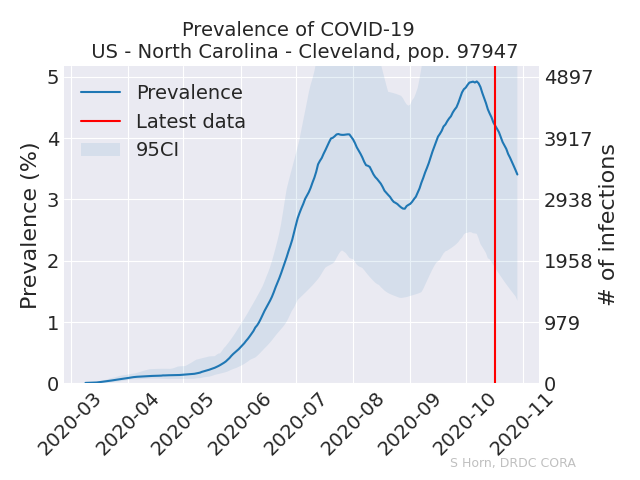 Prevalence of COVID-19
US - North Carolina - Cleveland, pop. 97947
Prevalence
Latest data
95CI
Prevalence (%)
5
4
3
2
1
0
4897
3917
2938
1958
979
0
# of infections
2020-03
2020-04
2020-05
2020-06
2020-07
2020-08
2020-09
2020-10
2020-11
S Horn, DRDC CORA